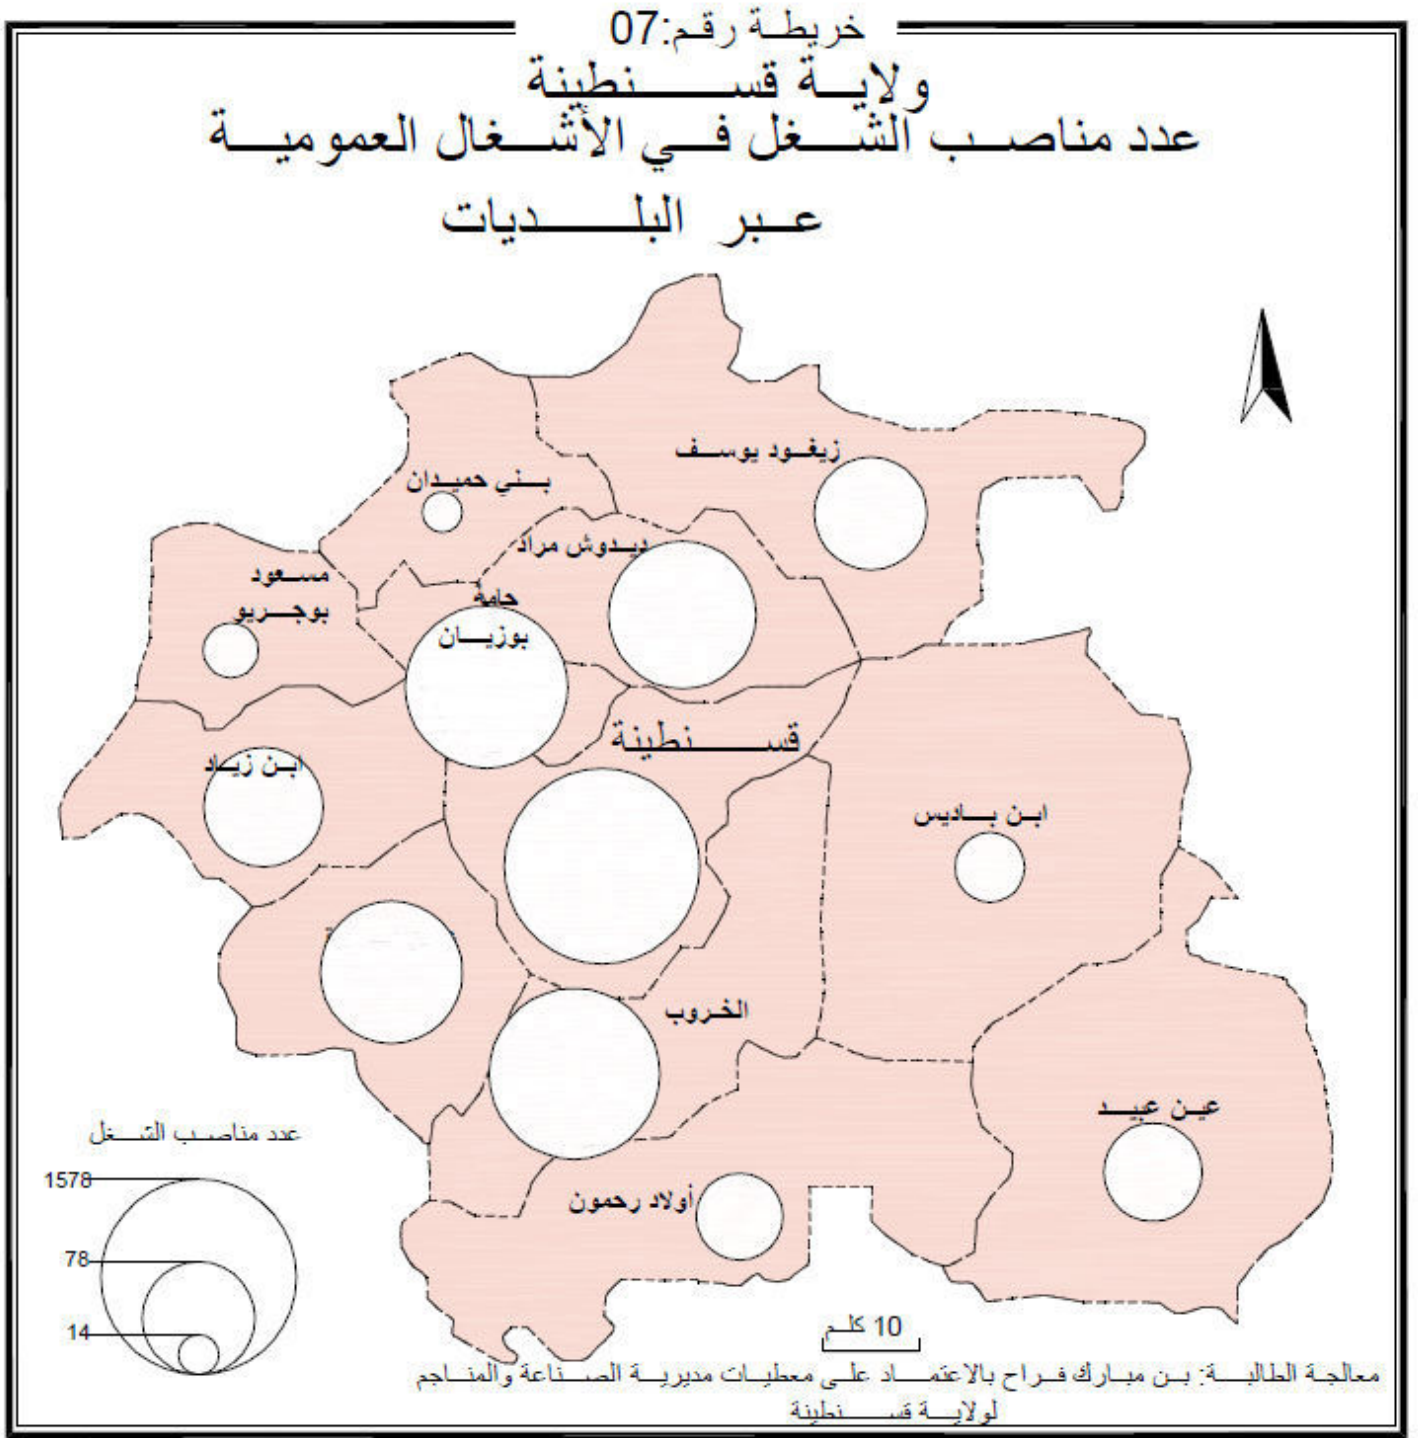 خريطة رقم:07
ولاية قسنطينة
عدد مناصب الشغل في الأشغال العمومية
عبر البلديات
زيغود يوسف
بني حميدان
ديدوش مراد
مسعود
بوجريو
حامة
بوزيان
قسنطينة
ابن زياد
ابن باديس
الخروب
عين عبيد
أولاد رحمون
عدد مناصب الشغل
1578
78
14
10 كلم
معالجة الطالبة: بن مبارك فراح بالاعتماد على معطيات مديرية الصناعة والمناجم
لولاية قسنطينة